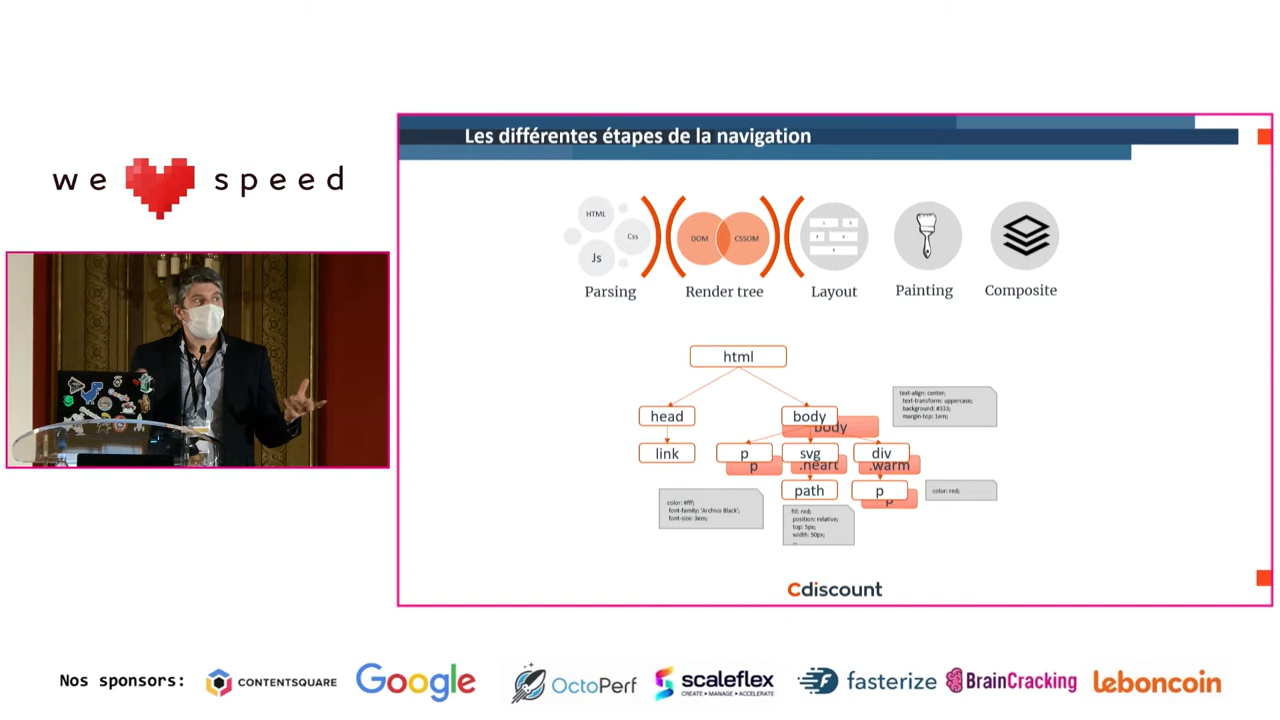 we speed
Les différentes étapes de la navigation
HTML
Css
Js
DOM
CSSOM
Parsing
Render tree
Layout
Painting
Composite
html
head
body
body
link
p
svg
div
p
.heart
.warm
path
p
p
text-align: center;
text-transform: uppercase;
background: #333;
margin-top: 1em;
color: #fff;
font-family: 'Archivo Black';
font-size: 3em;
fill: red;
position: relative;
top: 5px;
width: 50px;
color: red;
Cdiscount
Nos sponsors:
CONTENTSQUARE
Google
OctoPerf
scaleflex
CREATE • MANAGE • ACCELERATE
fasterize
BrainCracking
leboncoin